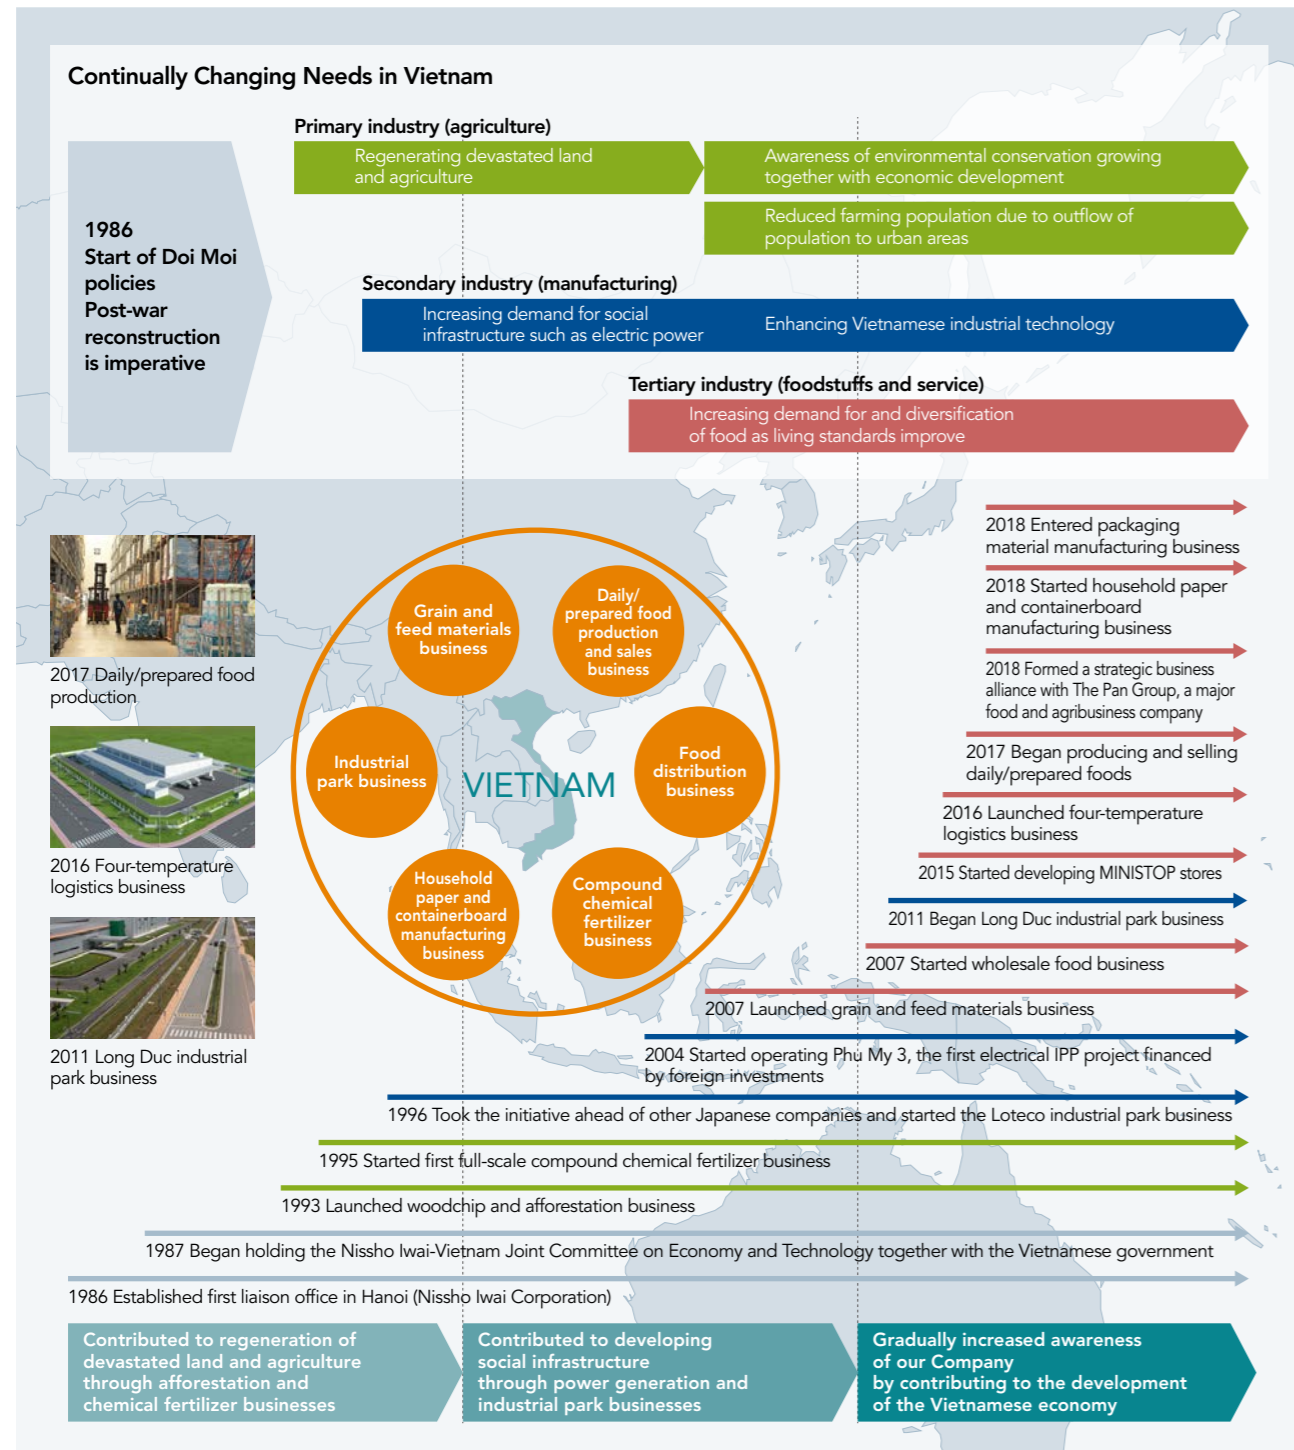 Continually Changing Needs in Vietnam
Primary industry (agriculture)
Regenerating devastated land
and agriculture
Awareness of environmental conservation growing
together with economic development
Reduced farming population due to outflow of
population to urban areas
1986
Start of Doi Moi
policies
Post-war
reconstruction
is imperative
Secondary industry (manufacturing)
Increasing demand for social
infrastructure such as electric power
Enhancing Vietnamese industrial technology
Tertiary industry (foodstuffs and service)
Increasing demand for and diversification
of food as living standards improve
2017 Daily/prepared food
production
2016 Four-temperature
logistics business
2011 Long Duc industrial
park business
Grain and
feed materials
business
Daily/
prepared food
production
and sales
business
Industrial
park business
VIETNAM
Food
distribution
business
Household
paper and
containerboard
manufacturing
business
Compound
chemical
fertilizer
business
2018 Entered packaging
material manufacturing business
2018 Started household paper
and containerboard
manufacturing business
2018 Formed a strategic business
alliance with The Pan Group, a major
food and agribusiness company
2017 Began producing and selling
daily/prepared foods
2016 Launched four-temperature
logistics business
2015 Started developing MINISTOP stores
2011 Began Long Duc industrial park business
2007 Started wholesale food business
2007 Launched grain and feed materials business
2004 Started operating Phu My 3, the first electrical IPP project financed
by foreign investments
1996 Took the initiative ahead of other Japanese companies and started the Loteco industrial park business
1995 Started first full-scale compound chemical fertilizer business
1993 Launched woodchip and afforestation business
1987 Began holding the Nissho Iwai-Vietnam Joint Committee on Economy and Technology together with the Vietnamese government
1986 Established first liaison office in Hanoi (Nissho Iwai Corporation)
Contributed to regeneration of
devastated land and agriculture
through afforestation and
chemical fertilizer businesses
Contributed to developing
social infrastructure
through power generation and
industrial park businesses
Gradually increased awareness
of our Company
by contributing to the development
of the Vietnamese economy